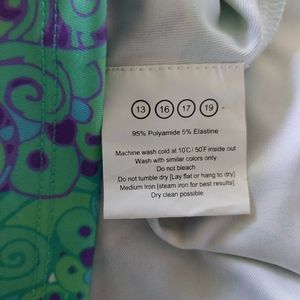 13 16 17 19
95% Polyamide 5% Elastine
Machine wash cold at 10℃/ 50℉ inside out
Wash with similar colors only
Do not bleach
Do not tumble dry [Lay flat or hang to dry]
Medium Iron [steam iron for best results]
Dry clean possible